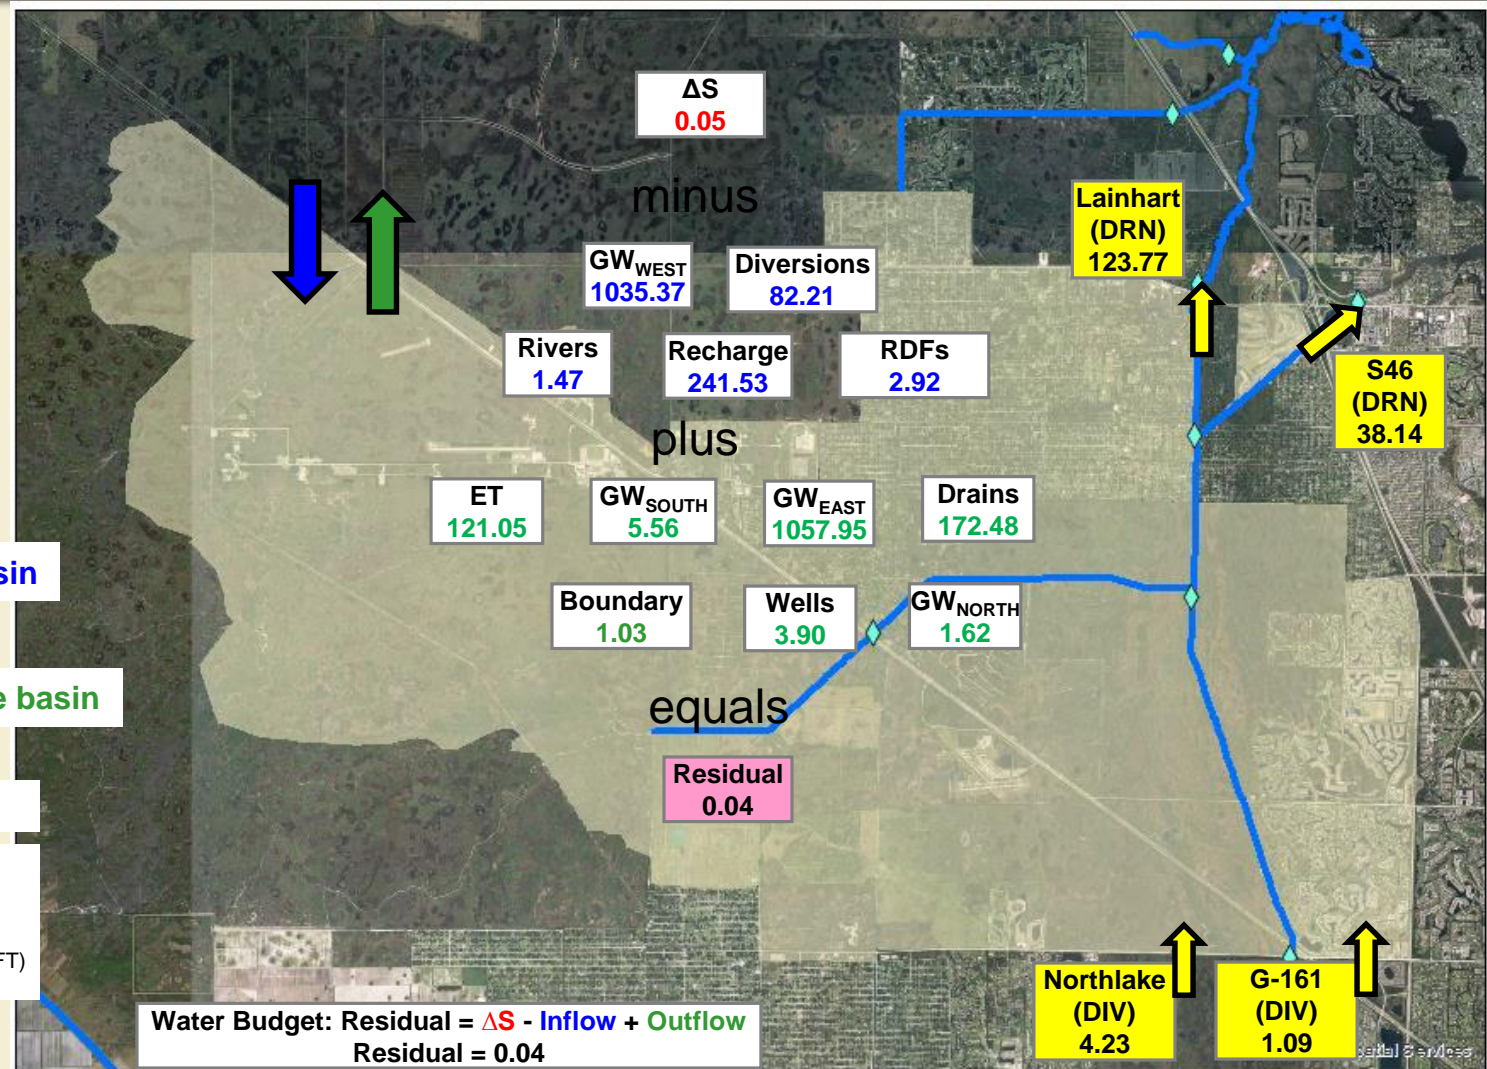 ΔS
0.05
minus
GWWEST
1035.37
Diversions
82.21
Rivers
1.47
Recharge
241.53
RDFs
2.92
plus
ET
121.05
GWSOUTH
5.56
GWEAST
1057.95
Drains
172.48
Boundary
1.03
Wells
3.90
GWNORTH
1.62
equals
Residual
0.04
Lainhart
(DRN)
123.77
S46
(DRN)
38.14
Northlake
(DIV)
4.23
G-161
(DIV)
1.09
sin
e basin
FT)
Water Budget: Residual = ΔS - Inflow + Outflow
Residual = 0.04
Services